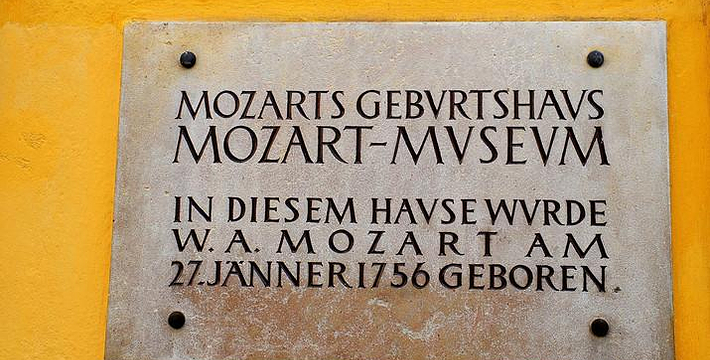 MOZARTS GEBVRTSHAVS
MOZART-MVSEVM
IN DIESEM HAVSE WVRDE
W. A. MOZART AM
27. JÄNNER 1756 GEBOREN.